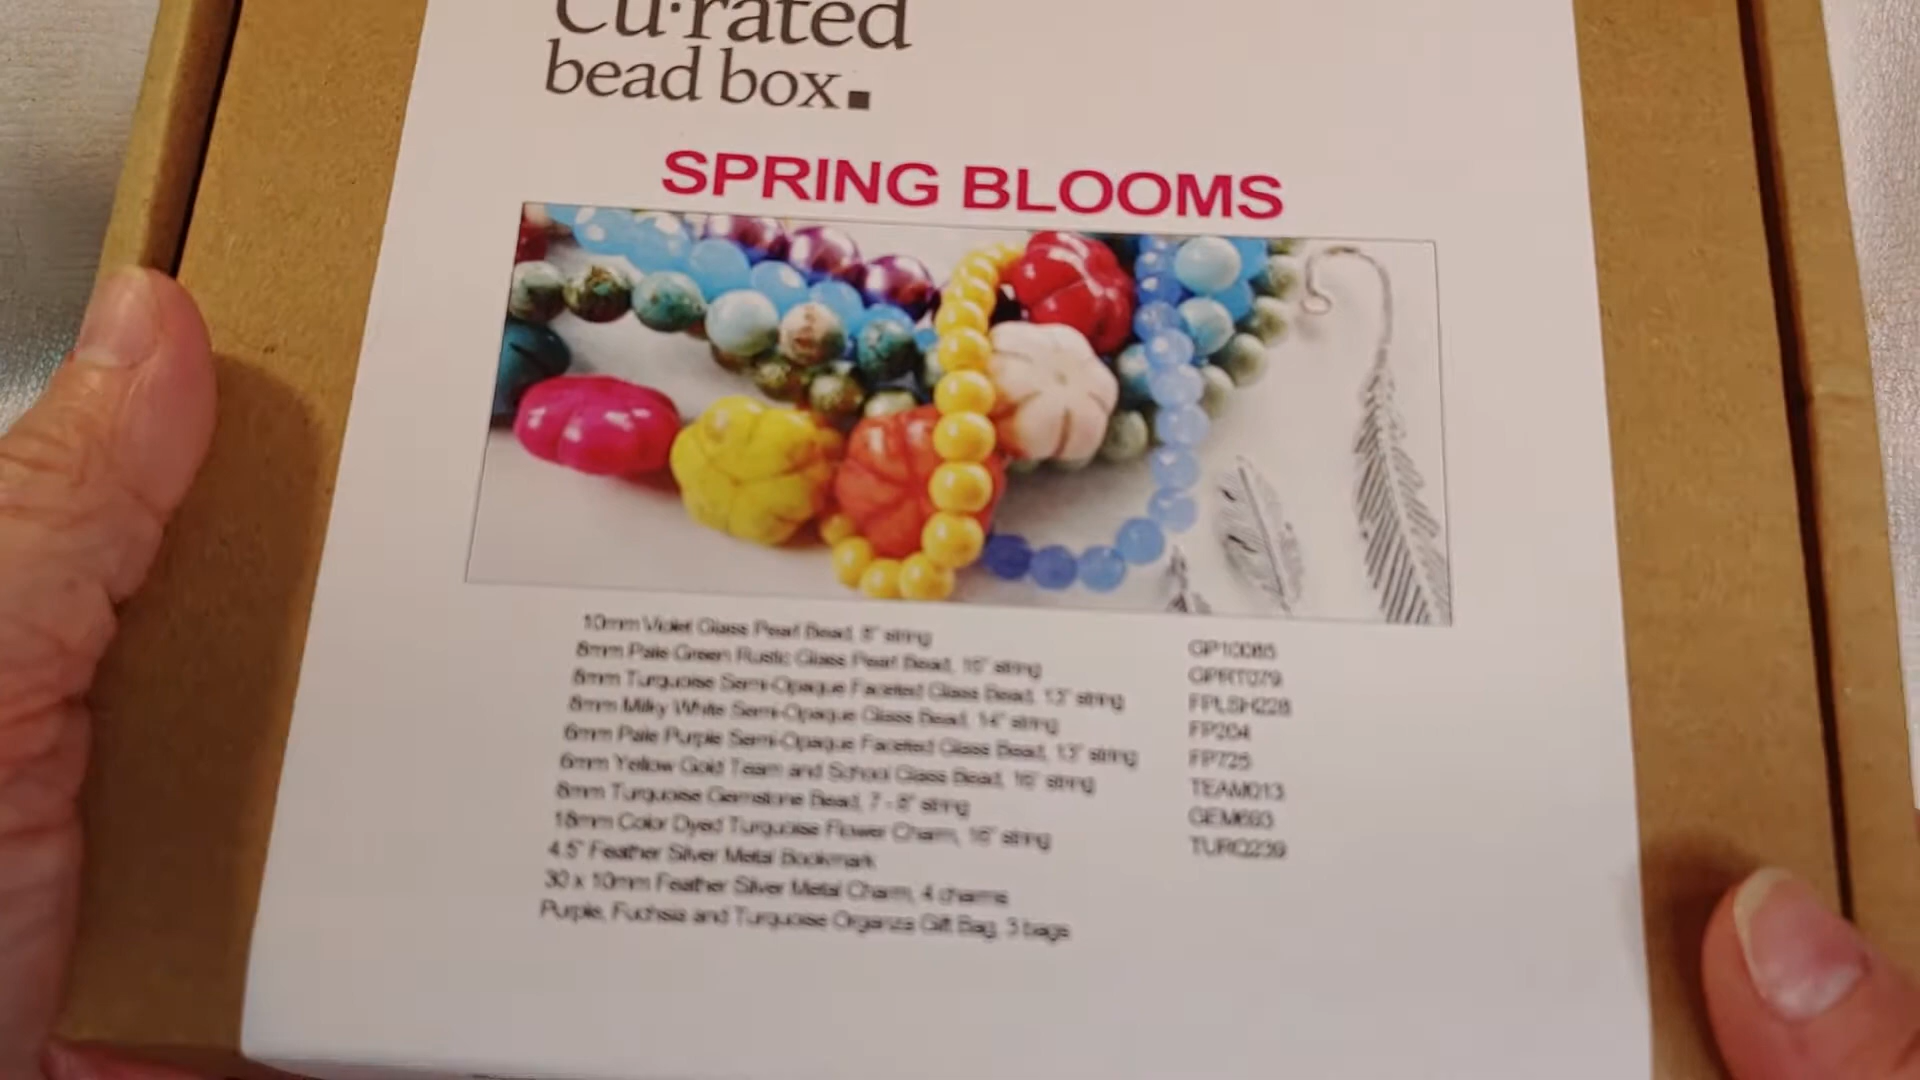 Cu·rated
bead box
SPRING BLOOMS
10mm Violet Glass Pearl Bead, 8" string
8mm Pale Green Rustic Glass Pearl Bead, 16" string
8mm Turquoise Semi-Opaque Faceted Glass Bead, 13" string
8mm Milky White Semi-Opaque Glass Bead, 14" string
6mm Pale Purple Semi-Opaque Faceted Glass Bead, 13" string
6mm Yellow Gold Team and School Glass Bead, 16" string
8mm Turquoise Gemstone Bead, 7 - 8" string
18mm Color Dyed Turquoise Flower Charm, 16" string
4.5" Feather Silver Metal Bookmark
30 x 10mm Feather Silver Metal Charm, 4 charms
Purple, Fuchsia and Turquoise Organza Gift Bag, 3 bags
GP10085
GPRT079
FPLSH228
FP204
FP725
TEAM013
GEM693
TURQ239